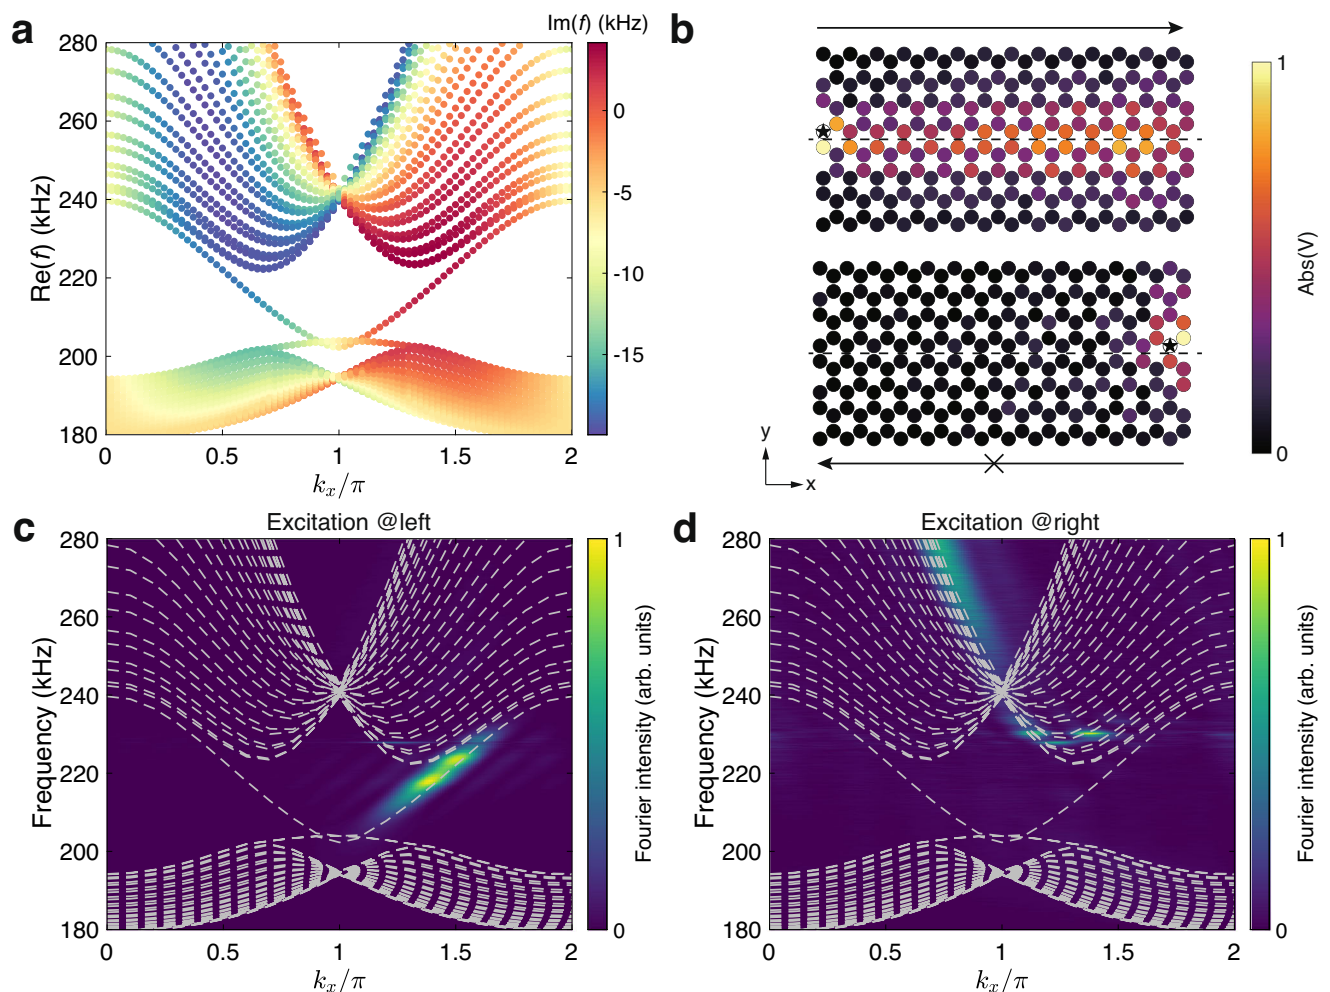 a
Im(f) (kHz)
280
260
240
220
200
180
Re(f) (kHz)
0
0.5
1
1.5
2
kx/π
0
-5
-10
-15
b
1
0
Abs(V)
y
x
c
Excitation @left
280
260
240
220
200
180
Frequency (kHz)
0
0.5
1
1.5
2
kx/π
1
0
Fourier intensity (arb. units)
d
Excitation @right
280
260
240
220
200
180
Frequency (kHz)
0
0.5
1
1.5
2
kx/π
1
0
Fourier intensity (arb. units)